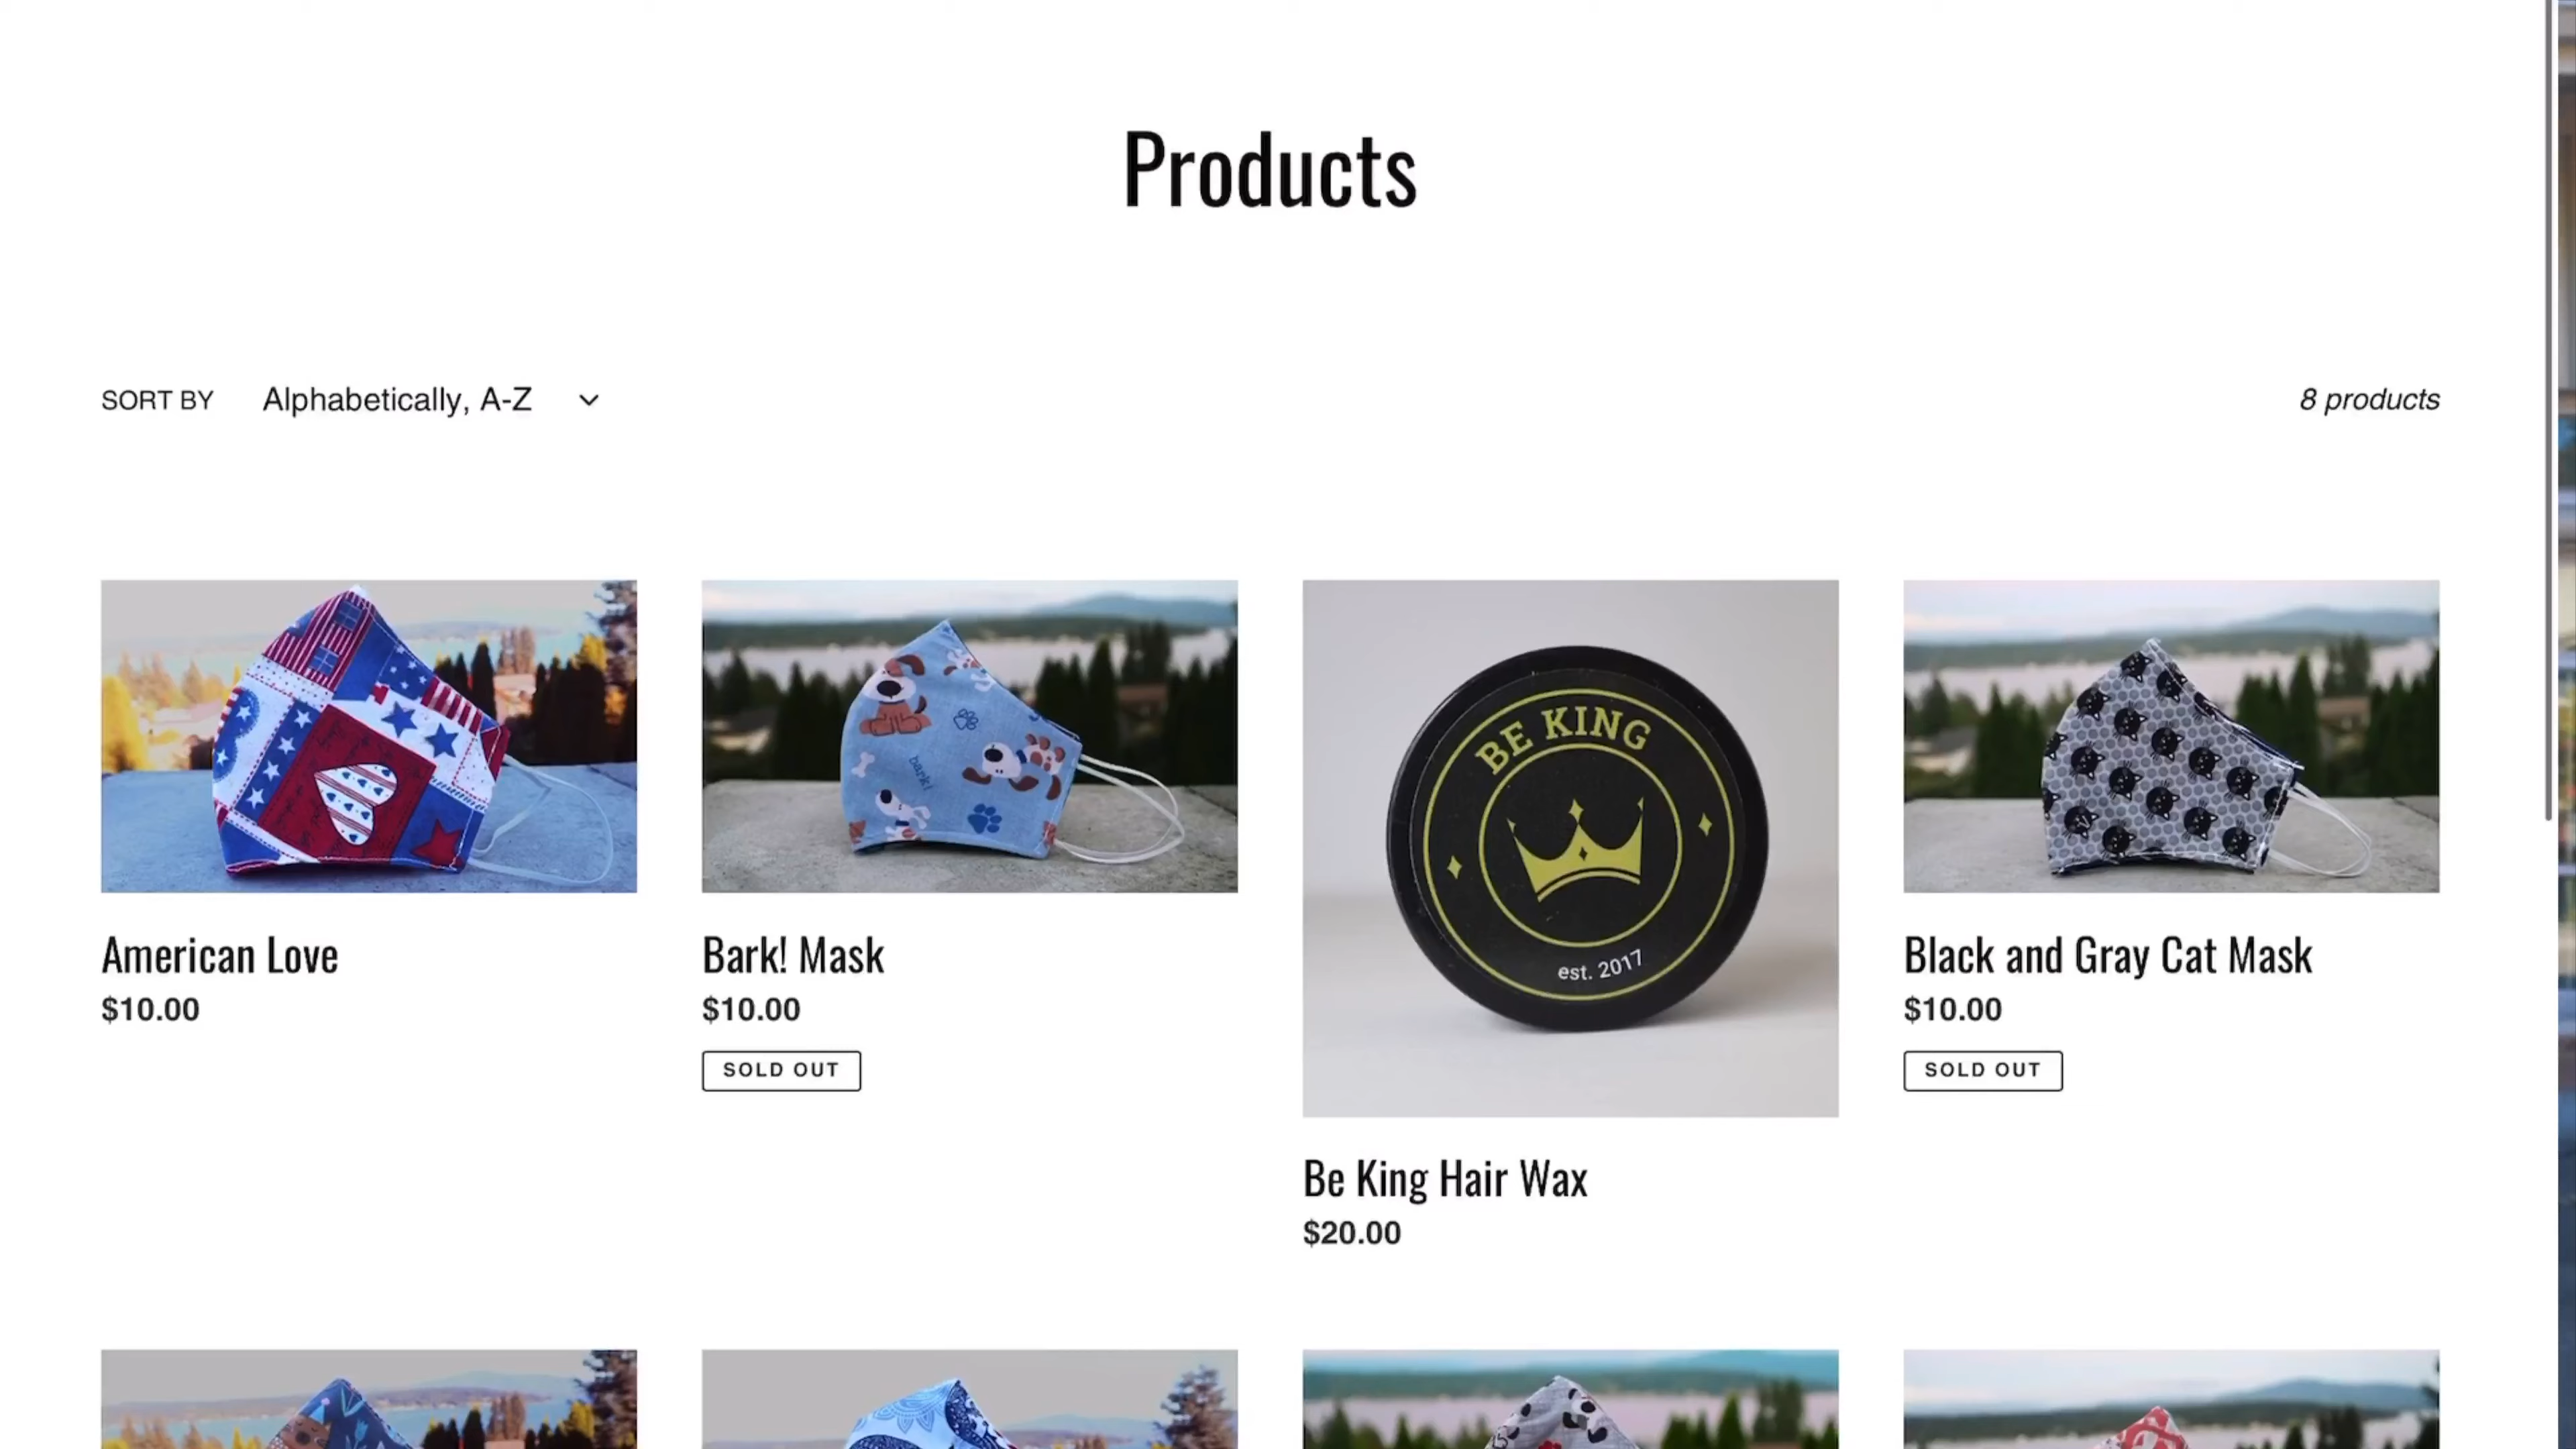 Products
SORT BY Alphabetically, A-Z
8 products
BE KING
est. 2017
bark!
American Love
$10.00
Bark! Mask
$10.00
SOLD OUT
Be King Hair Wax
$20.00
Black and Gray Cat Mask
$10.00
SOLD OUT